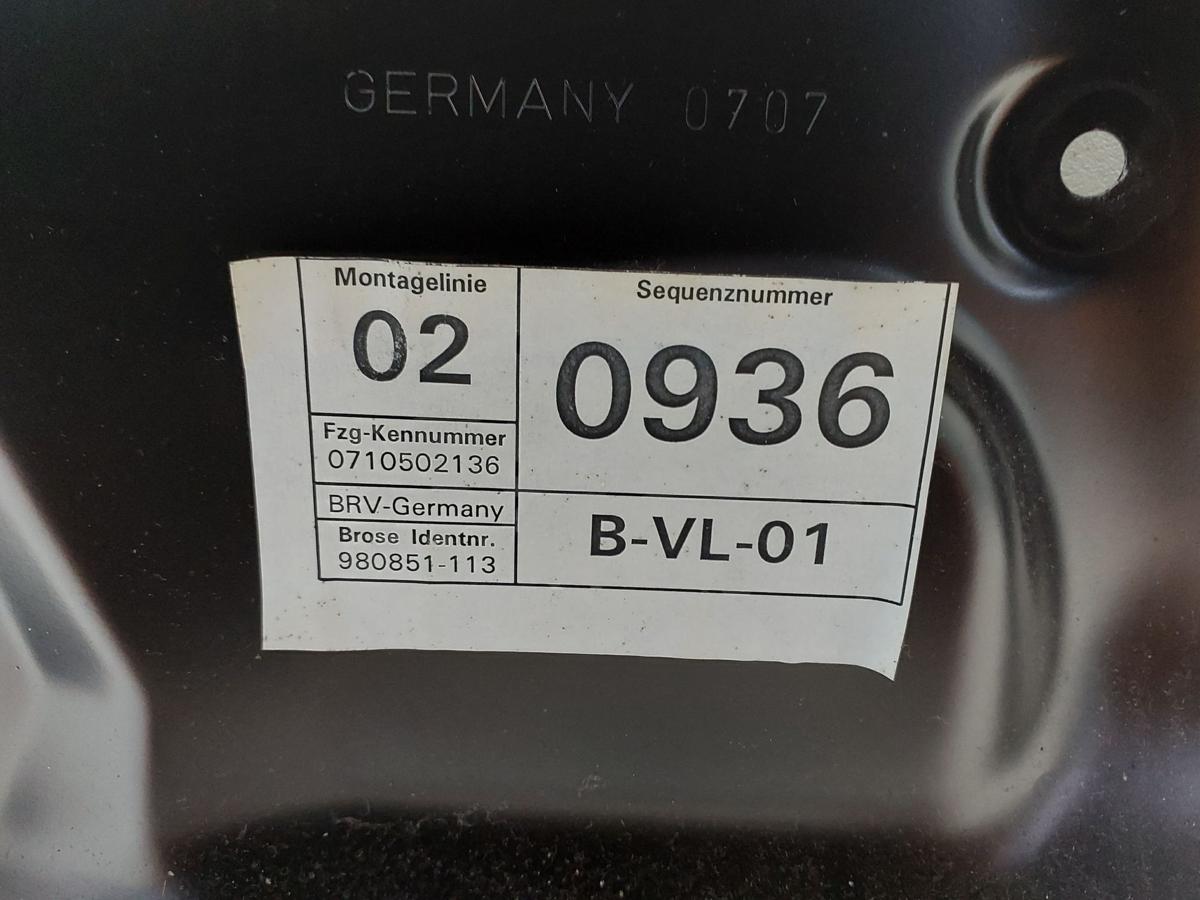 GERMANY 0707
Montagelinie
02
Sequenznummer
0936
Fzg-Kennummer
0710502136
BRV-Germany
Brose Identnr.
980851-113
B-VL-01